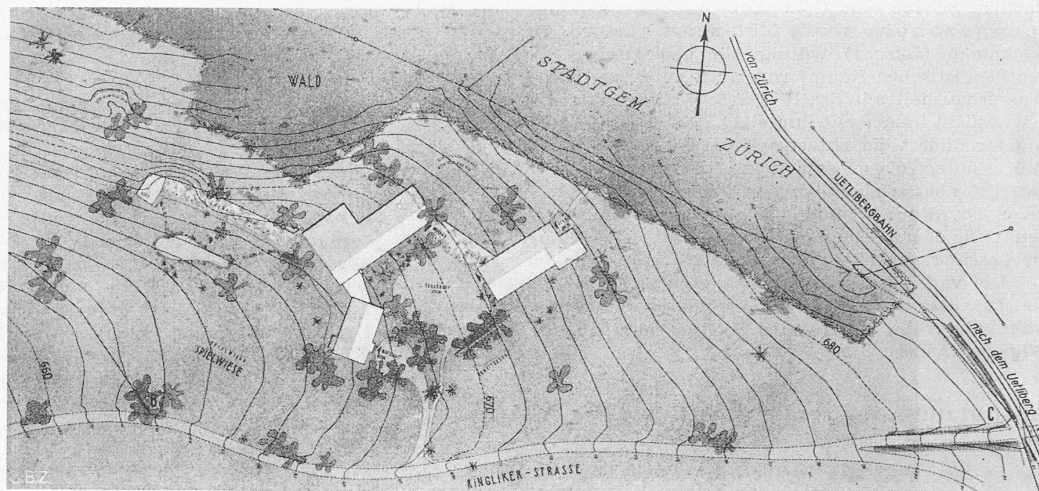 N
WALD
STADTGEM.
ZÜRICH
von Zürich
UETLIBERGBAHN
nach dem Uetliberg
SPIELWIESE
660
670
680
B
C
RINGLIKER-STRASSE
S.B.Z.